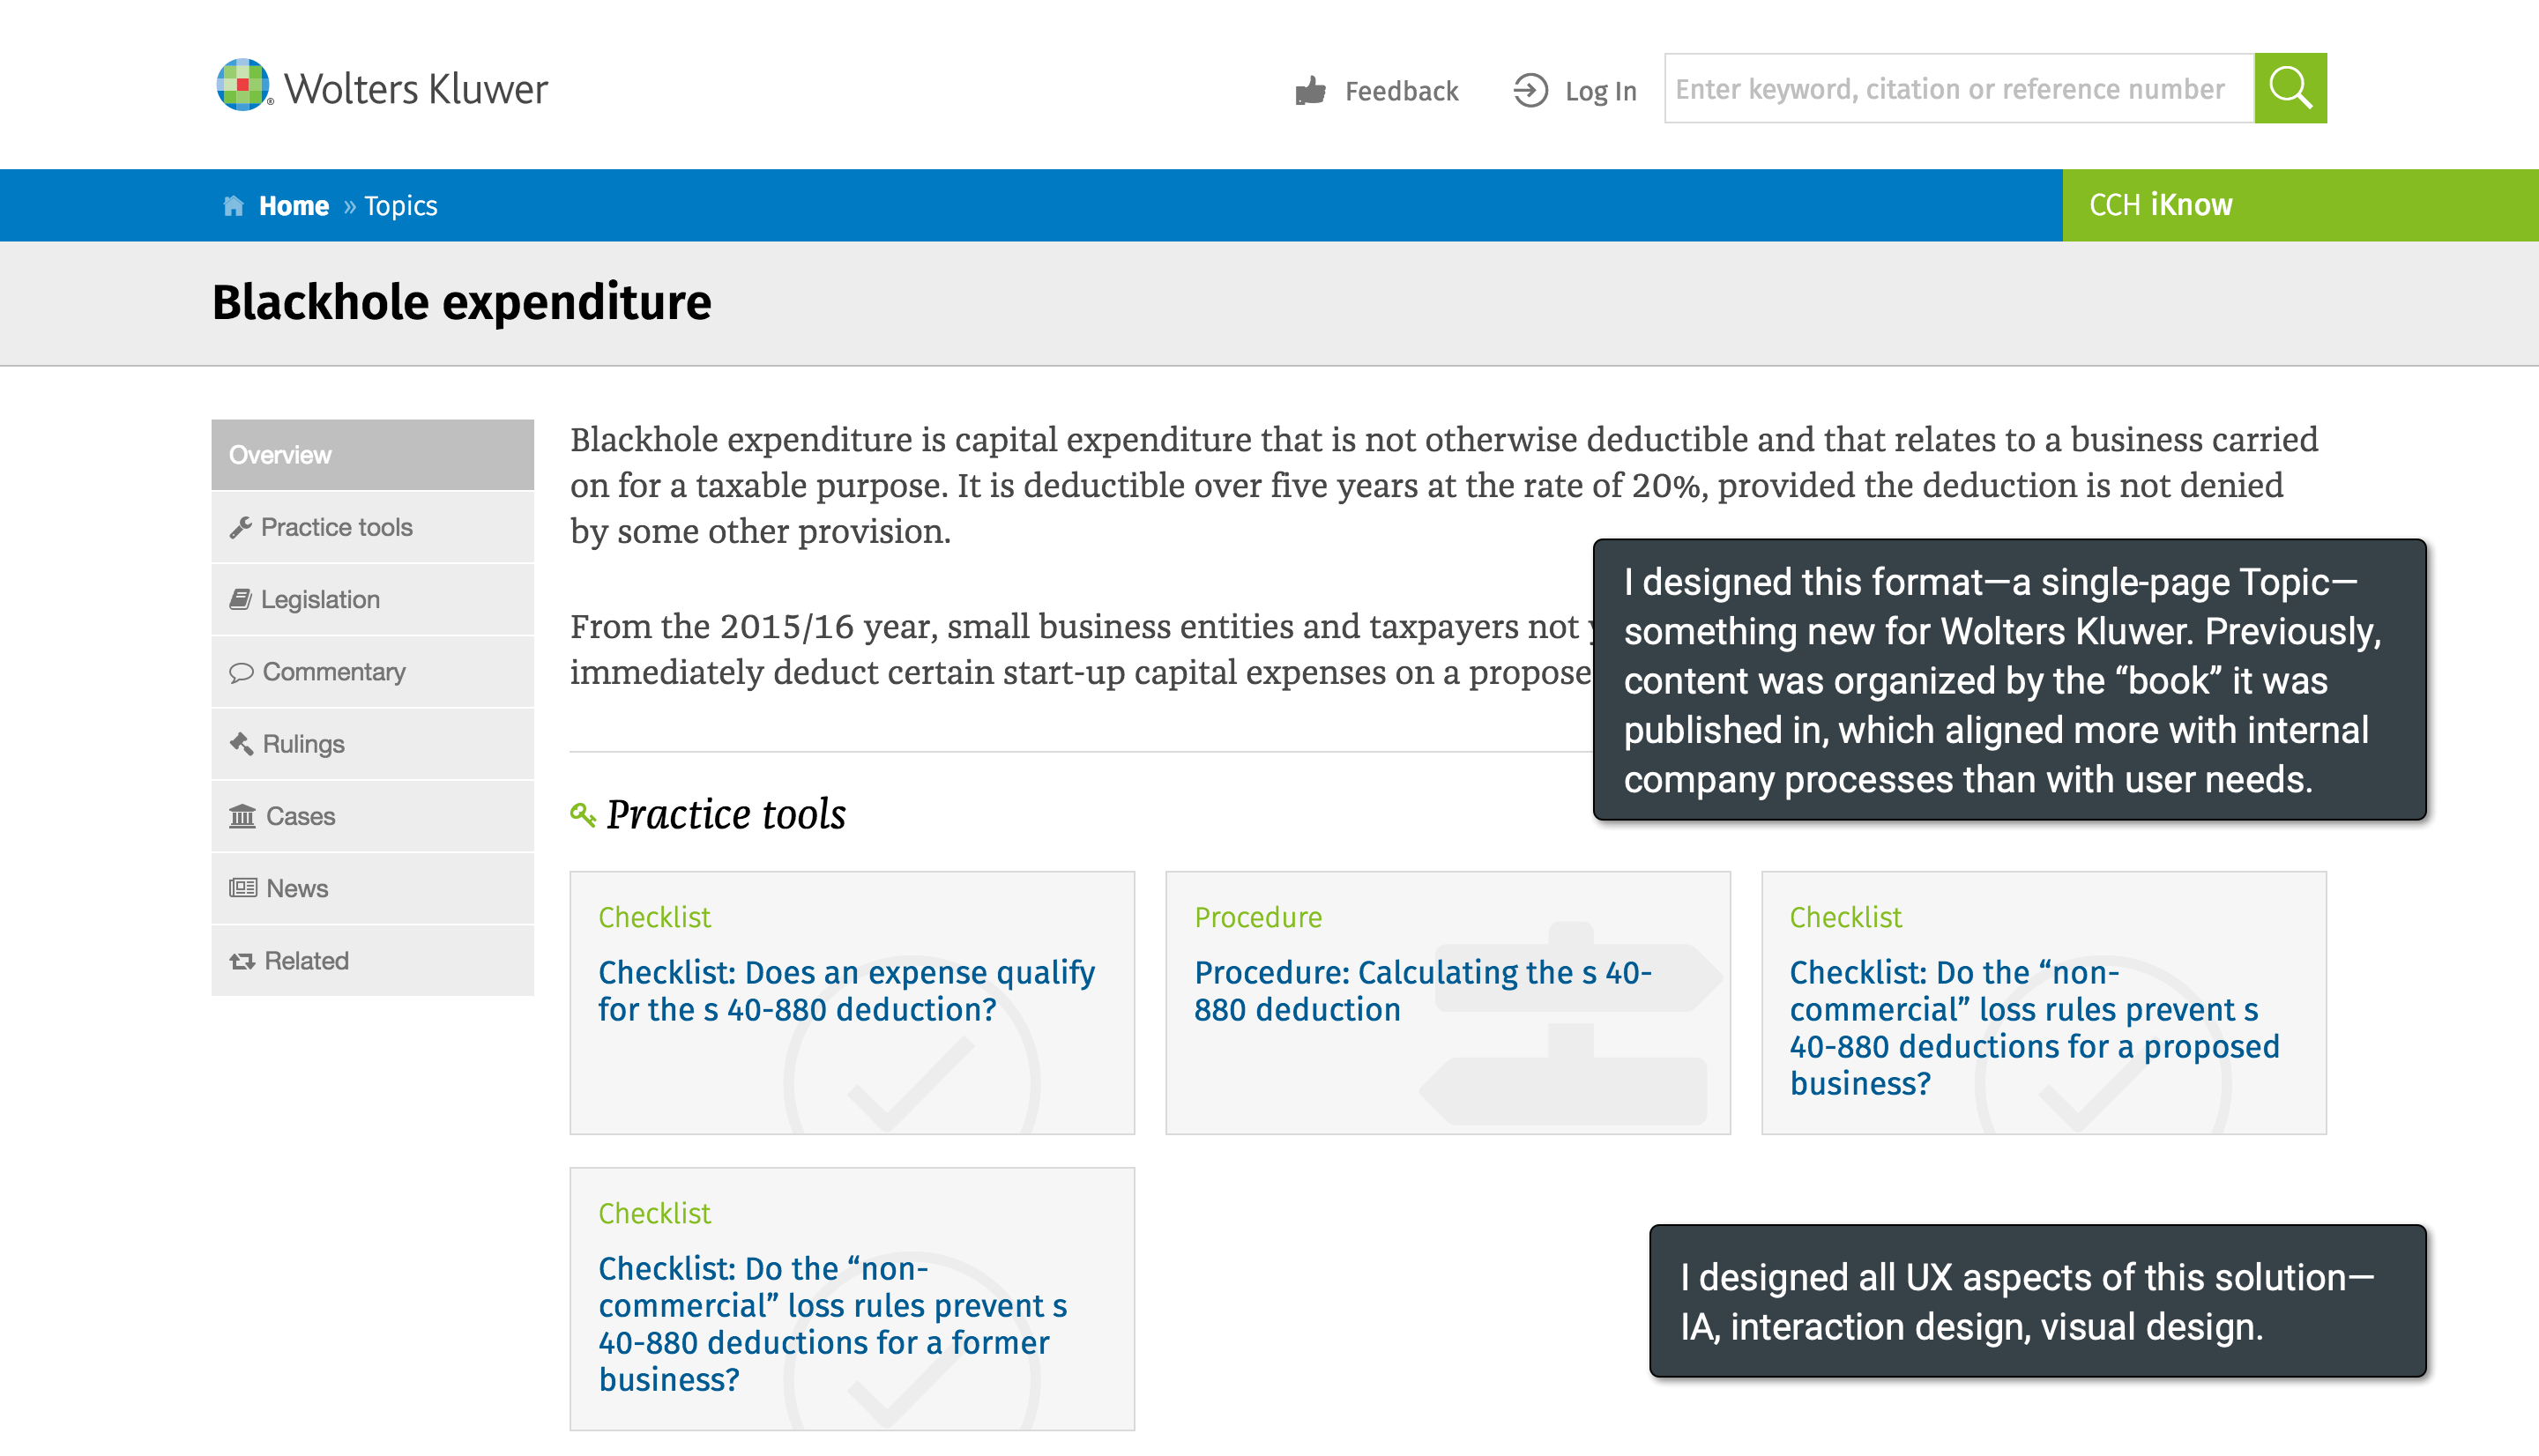 Wolters Kluwer
Feedback
Log In
Enter keyword, citation or reference number
Home » Topics
CCH iKnow
Blackhole expenditure
Overview
Practice tools
Legislation
Commentary
Rulings
Cases
News
Related
Blackhole expenditure is capital expenditure that is not otherwise deductible and that relates to a business carried
on for a taxable purpose. It is deductible over five years at the rate of 20%, provided the deduction is not denied
by some other provision.
From the 2015/16 year, small business entities and taxpayers not
immediately deduct certain start-up capital expenses on a propose
I designed this format—a single-page Topic—
something new for Wolters Kluwer. Previously,
content was organized by the “book” it was
published in, which aligned more with internal
company processes than with user needs.
Practice tools
Checklist
Checklist: Does an expense qualify
for the s 40-880 deduction?
Procedure
Procedure: Calculating the s 40-
880 deduction
Checklist
Checklist: Do the “non-
commercial” loss rules prevent s
40-880 deductions for a proposed
business?
Checklist
Checklist: Do the “non-
commercial” loss rules prevent s
40-880 deductions for a former
business?
I designed all UX aspects of this solution—
IA, interaction design, visual design.